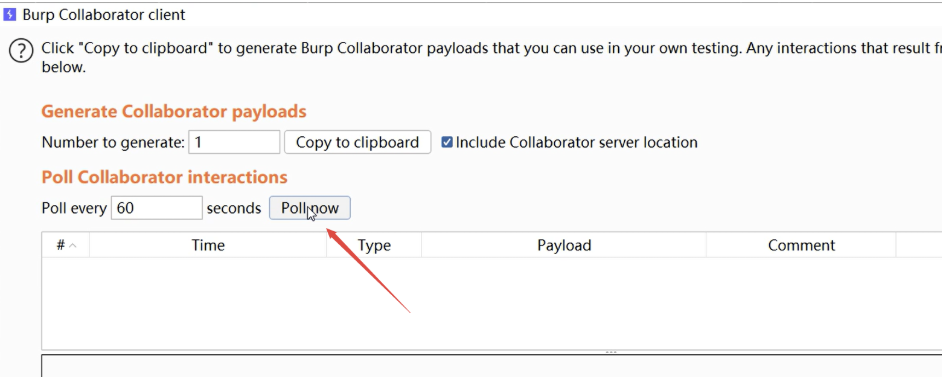 Burp Collaborator client
Click "Copy to clipboard" to generate Burp Collaborator payloads that you can use in your own testing. Any interactions that result
below.
Generate Collaborator payloads
Number to generate: 1 Copy to clipboard Include Collaborator server location
Poll Collaborator interactions
Poll every 60 seconds Poll now
# Time Type Payload Comment